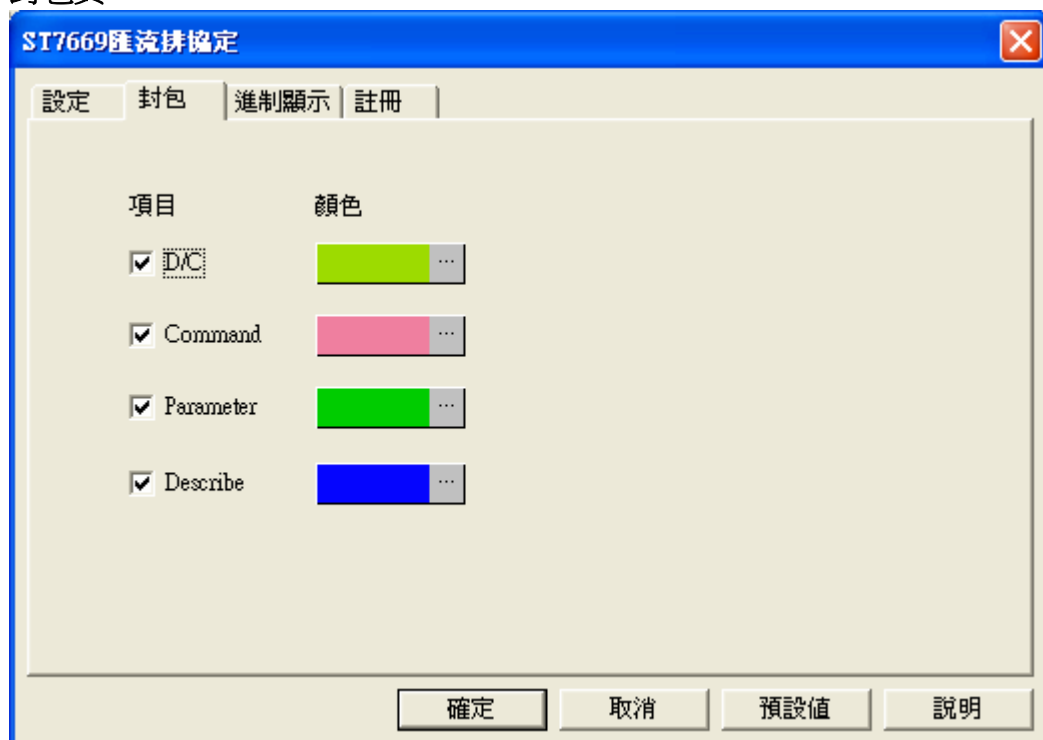 ST7669匯流排協定
設定 封包 進制顯示 註冊
項目 顏色
D/C ...
Command ...
Parameter ...
Describe ...
確定 取消 預設值 說明